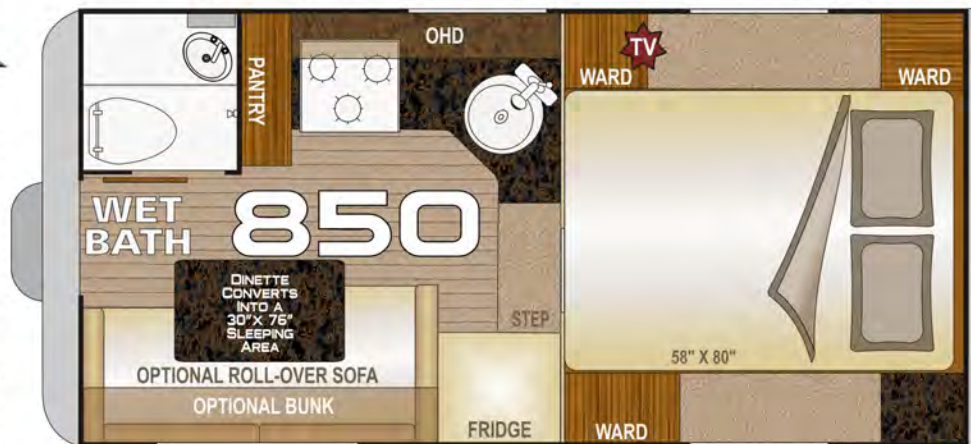 OHD
TV
WARD
WARD
PANTRY
WET
BATH
850
DINETTE
CONVERTS
INTO A
30"X 76"
SLEEPING
AREA
STEP
58" X 80"
OPTIONAL ROLL-OVER SOFA
OPTIONAL BUNK
FRIDGE
WARD